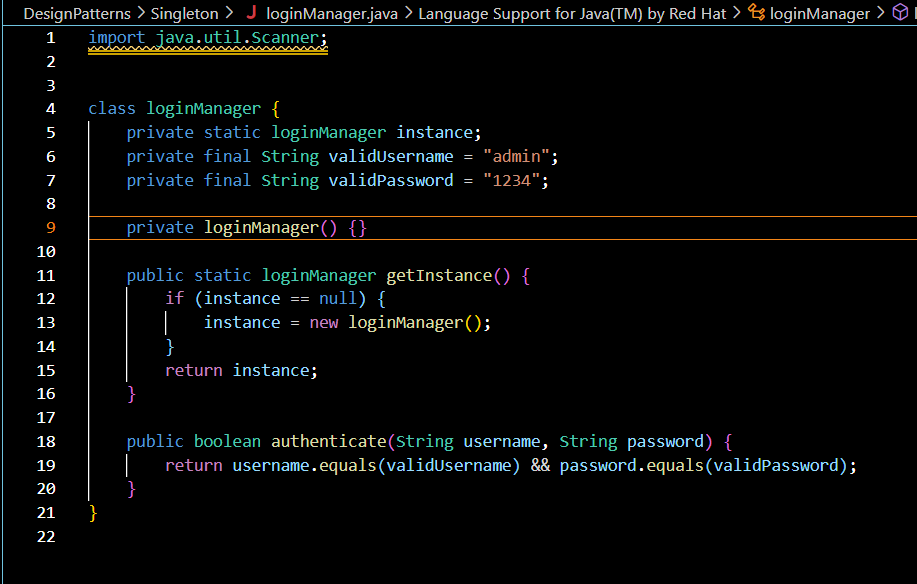 DesignPatterns > Singleton > J loginManager.java > Language Support for Java(TM) by Red Hat > loginManager >
1 import java.util.Scanner;
2
3
4 class loginManager {
5     private static loginManager instance;
6     private final String validUsername = "admin";
7     private final String validPassword = "1234";
8
9     private loginManager() {}
10
11     public static loginManager getInstance() {
12         if (instance == null) {
13             instance = new loginManager();
14         }
15         return instance;
16     }
17
18     public boolean authenticate(String username, String password) {
19         return username.equals(validUsername) && password.equals(validPassword);
20     }
21 }
22